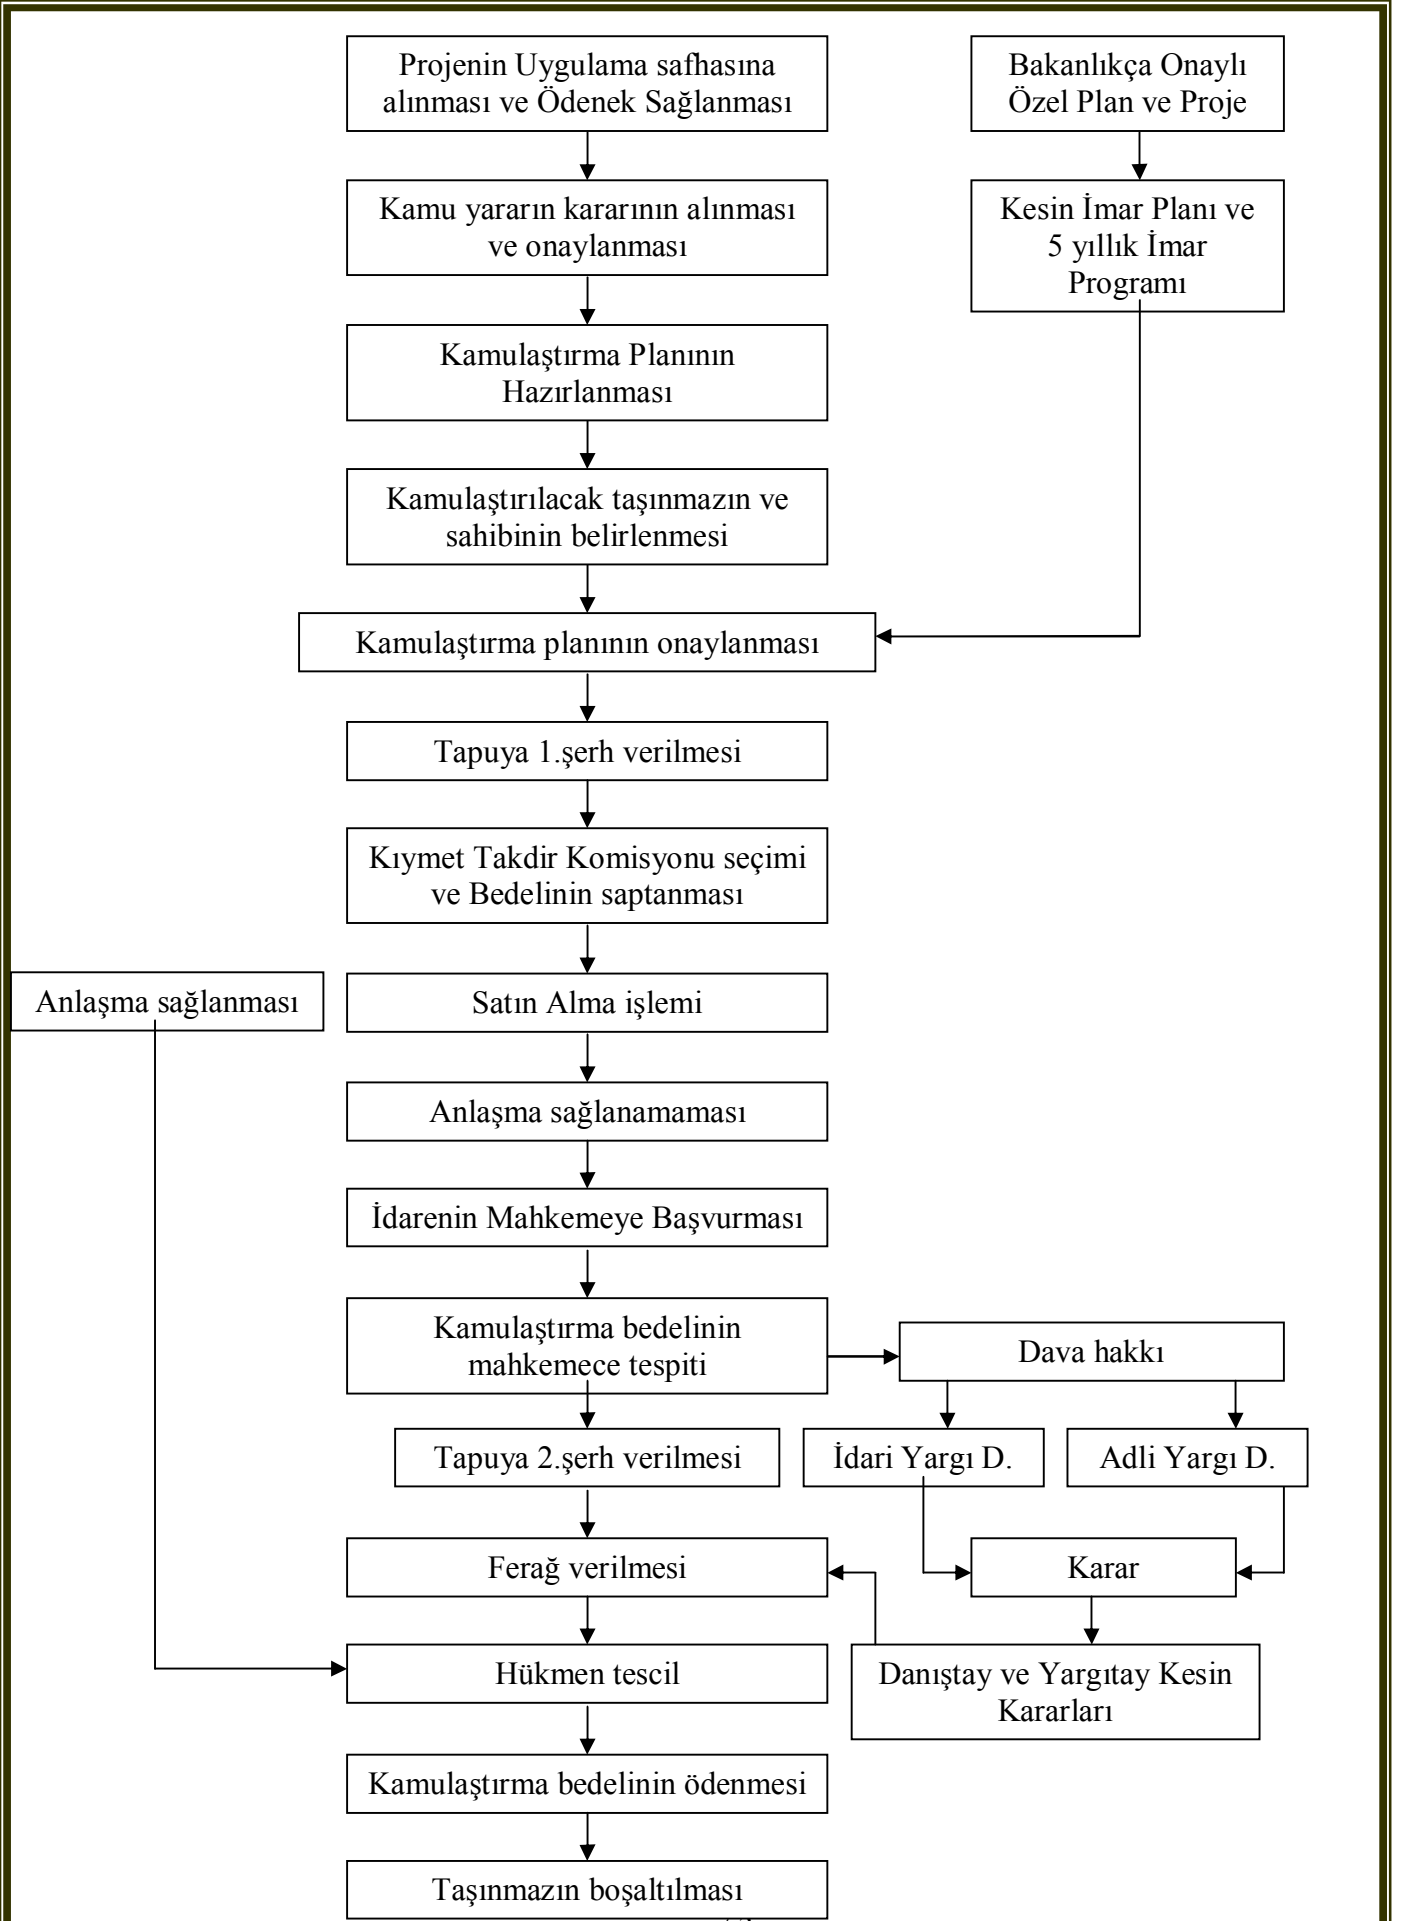 Projenin Uygulama safhasına
alınması ve Ödenek Sağlanması
Bakanlıkça Onaylı
Özel Plan ve Proje
Kamu yararın kararının alınması
ve onaylanması
Kesin İmar Planı ve
5 yıllık İmar
Programı
Kamulaştırma Planının
Hazırlanması
Kamulaştırılacak taşınmazın ve
sahibinin belirlenmesi
Kamulaştırma planının onaylanması
Tapuya 1.şerh verilmesi
Kıymet Takdir Komisyonu seçimi
ve Bedelinin saptanması
Anlaşma sağlanması
Satın Alma işlemi
Anlaşma sağlanamaması
İdarenin Mahkemeye Başvurması
Kamulaştırma bedelinin
mahkemece tespiti
Dava hakkı
Tapuya 2.şerh verilmesi
İdari Yargı D.
Adli Yargı D.
Ferağ verilmesi
Karar
Hükmen tescil
Danıştay ve Yargıtay Kesin
Kararları
Kamulaştırma bedelinin ödenmesi
Taşınmazın boşaltılması